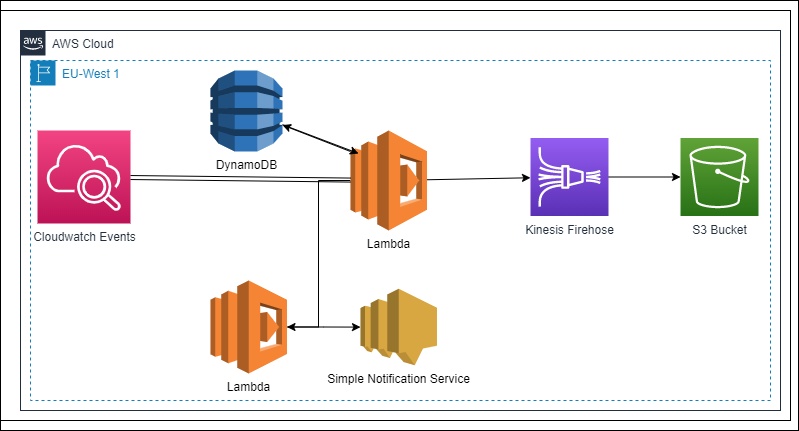 aws
AWS Cloud
EU-West 1
DynamoDB
Cloudwatch Events
Lambda
Kinesis Firehose
S3 Bucket
Lambda
Simple Notification Service